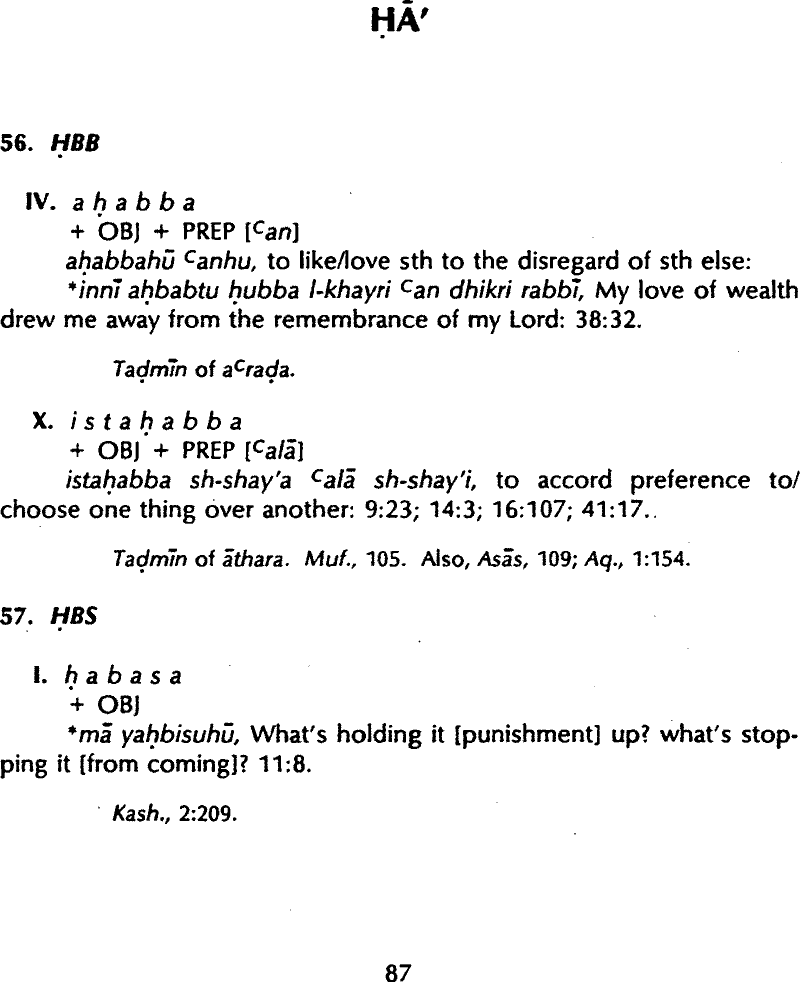 ḤĀ'
56. ḤBB
IV. a ḥ a b b a
+ OBJ + PREP [ᶜan]
aḥabbahū ᶜanhu, to like/love sth to the disregard of sth else:
*innī aḥbabtu ḥubba l-khayri ᶜan dhikri rabbī, My love of wealth
drew me away from the remembrance of my Lord: 38:32.
Taḍmīn of aᶜraḍa.
X. i s t a ḥ a b b a
+ OBJ + PREP [ᶜalā]
istaḥabba sh-shay'a ᶜalā sh-shay'i, to accord preference to/
choose one thing over another: 9:23; 14:3; 16:107; 41:17.
Taḍmīn of āthara. Muf., 105. Also, Asās, 109; Aq., 1:154.
57. ḤBS
I. ḥ a b a s a
+ OBJ
*mā yaḥbisuhū, What's holding it [punishment] up? what's stop-
ping it [from coming]? 11:8.
Kash., 2:209.
87